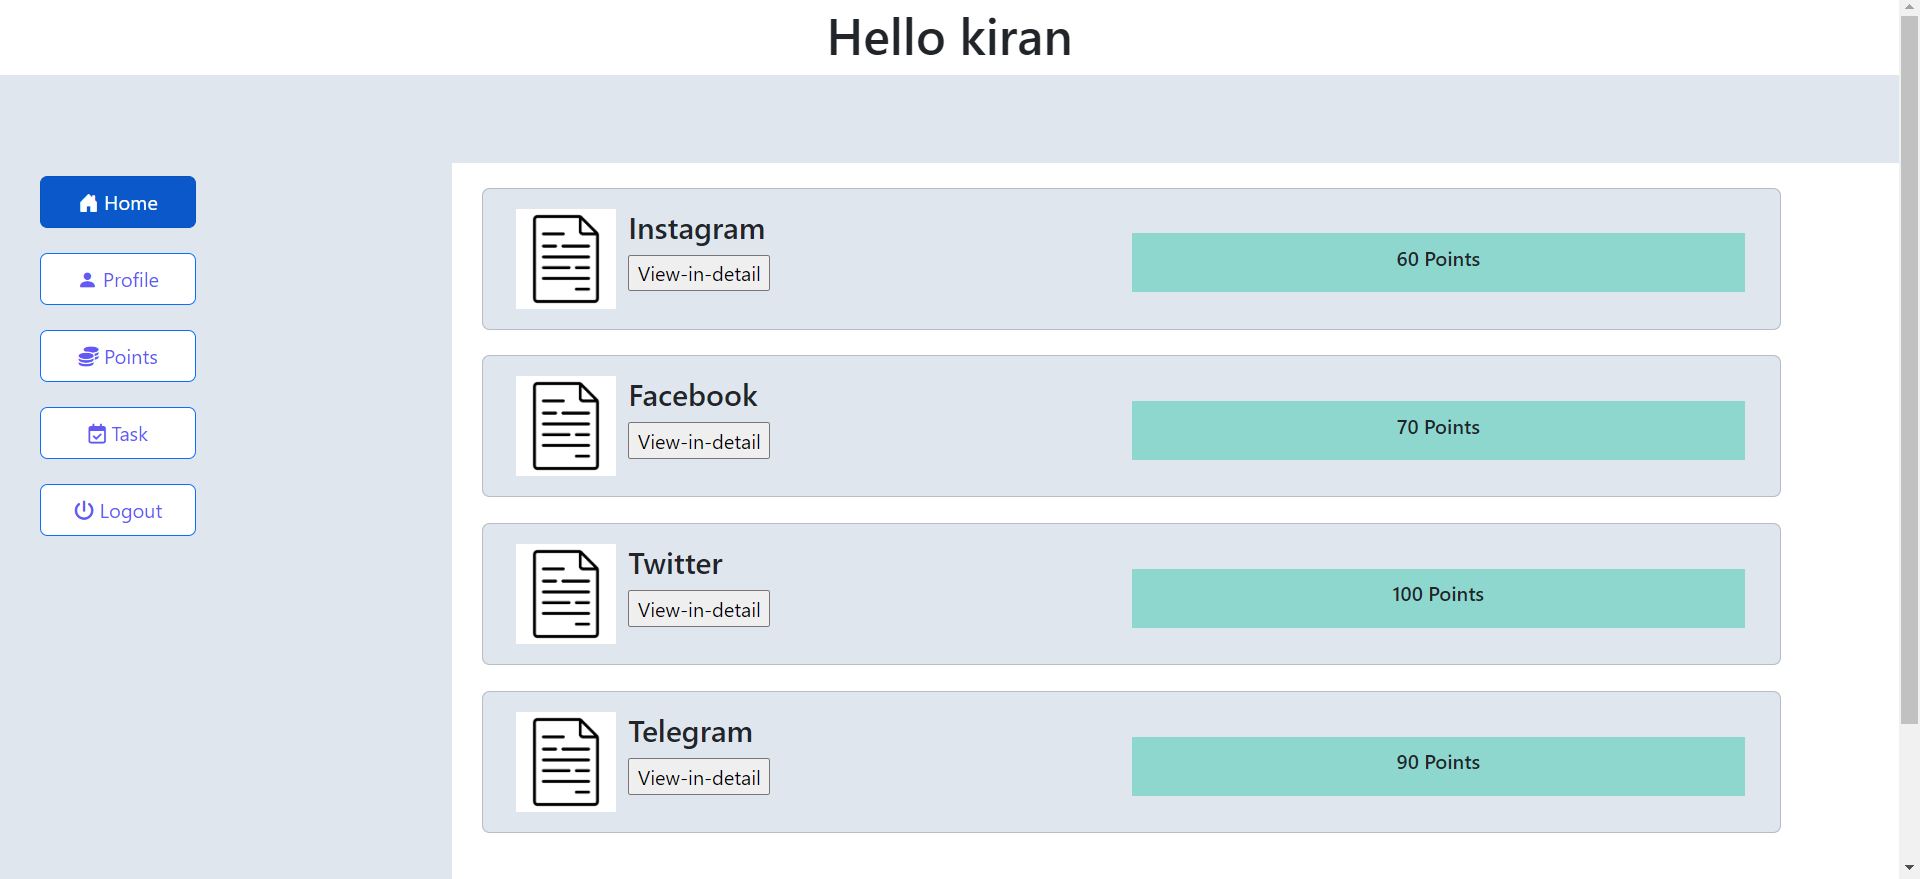 Hello kiran
Home
Profile
Points
Task
Logout
Instagram
View-in-detail
60 Points
Facebook
View-in-detail
70 Points
Twitter
View-in-detail
100 Points
Telegram
View-in-detail
90 Points